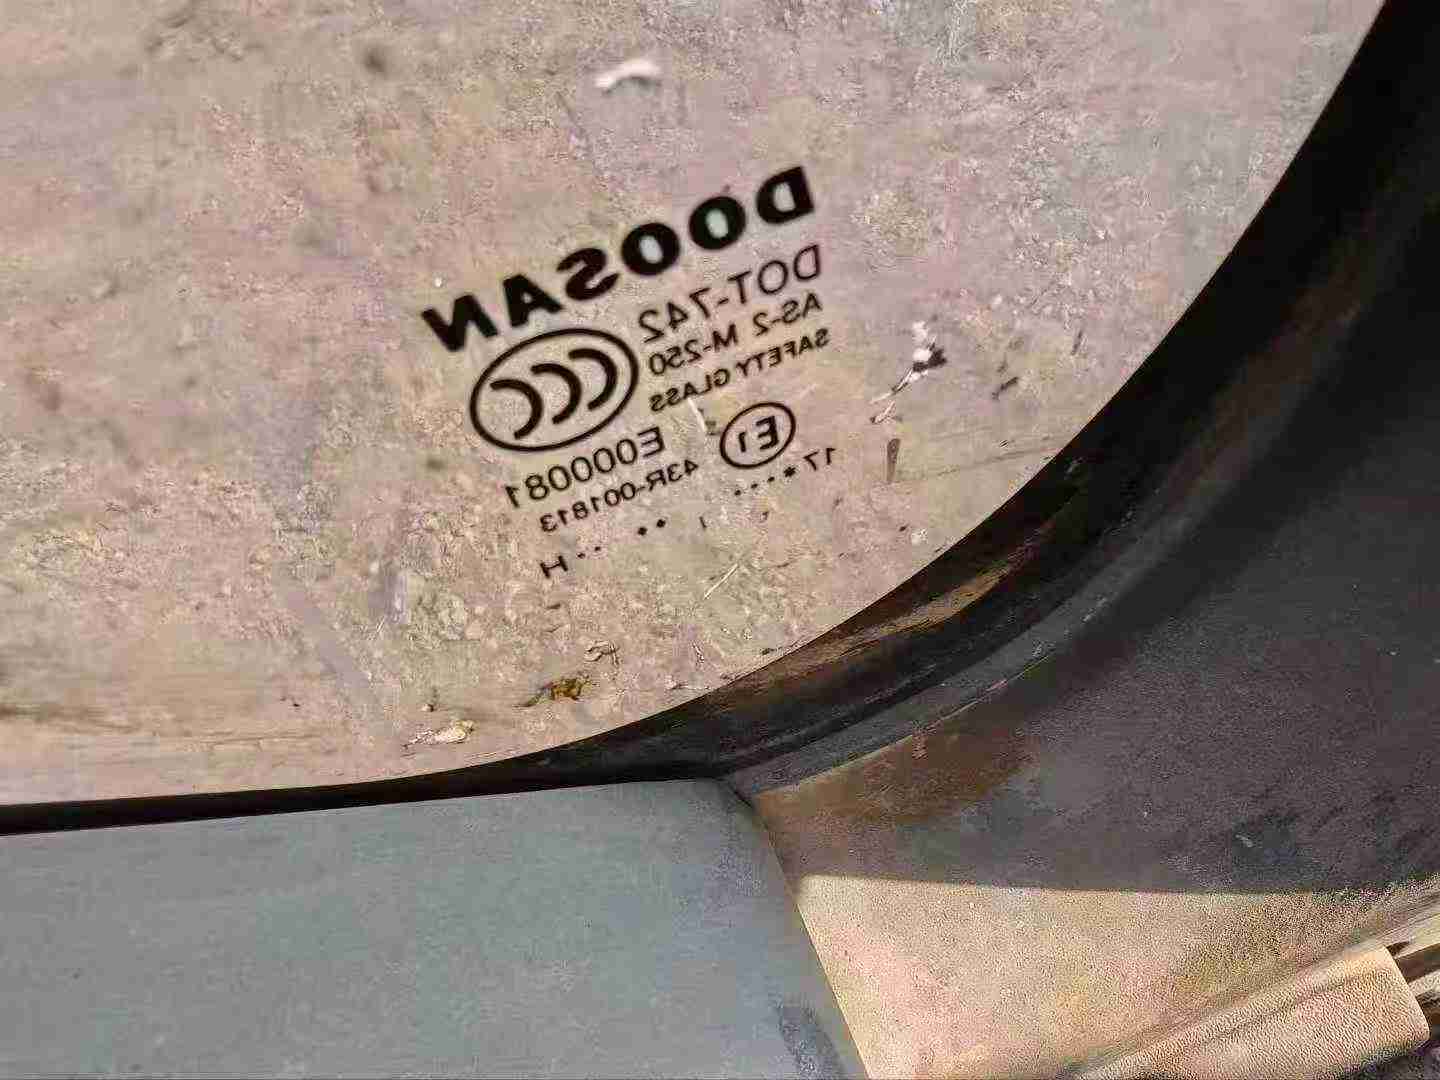 DOOSAN
DOT-742
AS-2 M-250
SAFETY GLASS
CCC
E000081
E1
43R-001813
17*....
H